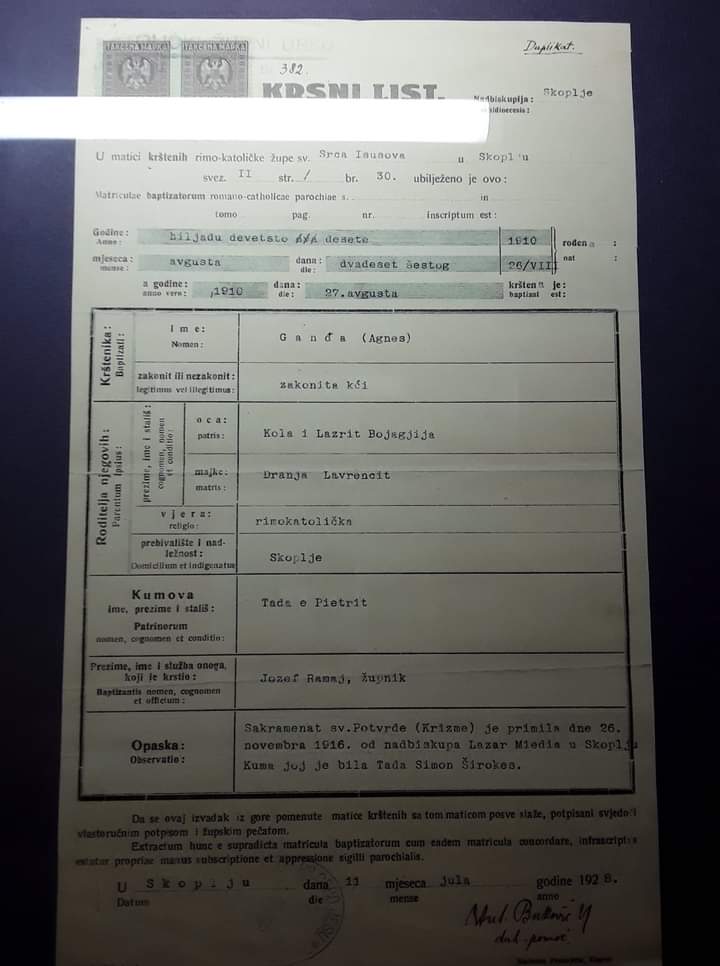 ТАКСЕНА МАРКА ТАКСЕНА МАРКА
Duplikat.
382.
KRSNI LIST.
Nadbiskupija: Skoplje
U matici krštenih rimo-katoličke župe sv. Srca Isusova u Skopl'u
svez. II str. / br. 30. ubilježeno je ovo:
Matriculae baptizatorum romano-catholicae parochiae s. in
tomo pag. nr. inscriptum est:
Godine: hiljadu devetsto desete 1910 rođena :
Anno: nat :
mjeseca: avgusta dana: dvadeset šestog 26/VIII
mense: die:
a godine: 1910 dana: 27.avgusta kršten a je:
anno vero: die: baptizat est:
Krštenika:
Baptizati:
Ime: Ganđa (Agnes)
Nomen:
zakonit ili nezakonit: zakonita kći
legitimus vel illegitimus:
Roditelja njegovih:
Parentum ipsius:
prezime, ime i stališ:
cognomen, nomen et conditio:
oca: Kola i Lazrit Bojagjija
patris:
majke: Dranja Lavrencit
matris:
vjera: rimokatolička
religio:
prebivalište i nad-
ležnost: Skoplje
Domicilium et indigenatus
Kumova
ime, prezime i stališ: Tada e Pietrit
Patrinorum
nomen, cognomen et conditio:
Prezime, ime i služba onoga,
koji je krstio: Jozef Ramaj, župnik
Baptizantis nomen, cognomen
et officium:
Opaska:
Observatio:
Sakramenat sv.Potvrde (Krizme) je primila dne 26.
novembra 1916. od nadbiskupa Lazar Miedia u Skoplju
Kuma joj je bila Tada Simon Širokes.
Da se ovaj izvadak iz gore pomenute matice krštenih sa tom maticom posve slaže, potpisani svjedoči
vlastoručnim potpisom i župskim pečatom.
Extractum hunc e supradicta matricula baptizatorum cum eadem matricula concordare, infrascriptus
testatur propriae manus subscriptione et appressione sigilli parochialis.
U Skoplju dana 11 mjeseca jula godine 1928.
Datum die mense anno